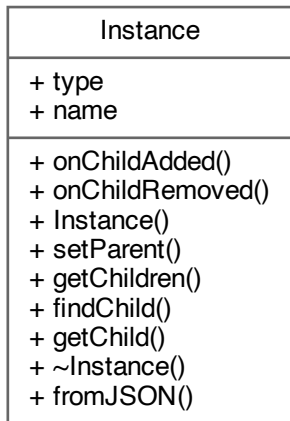 Instance
+ type
+ name
+ onChildAdded()
+ onChildRemoved()
+ Instance()
+ setParent()
+ getChildren()
+ findChild()
+ getChild()
+ ~Instance()
+ fromJSON()